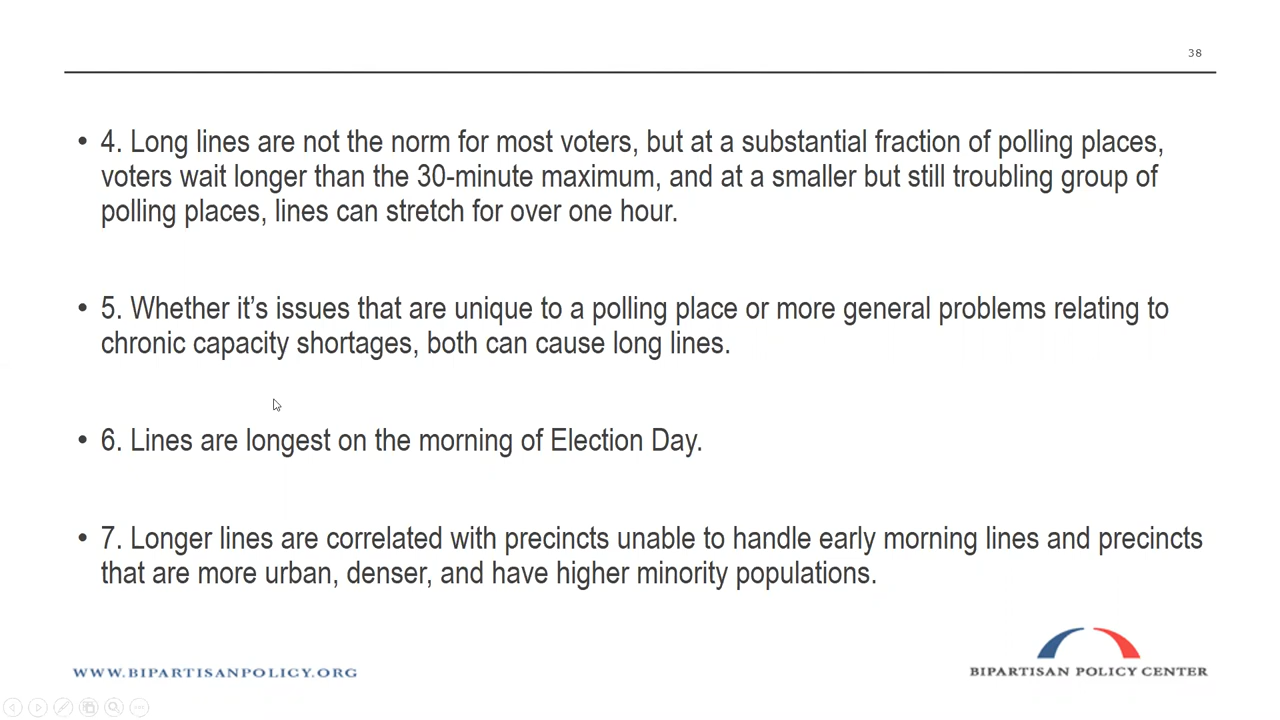 38
• 4. Long lines are not the norm for most voters, but at a substantial fraction of polling places,
voters wait longer than the 30-minute maximum, and at a smaller but still troubling group of
polling places, lines can stretch for over one hour.
• 5. Whether it’s issues that are unique to a polling place or more general problems relating to
chronic capacity shortages, both can cause long lines.
• 6. Lines are longest on the morning of Election Day.
• 7. Longer lines are correlated with precincts unable to handle early morning lines and precincts
that are more urban, denser, and have higher minority populations.
WWW.BIPARTISANPOLICY.ORG
BIPARTISAN POLICY CENTER